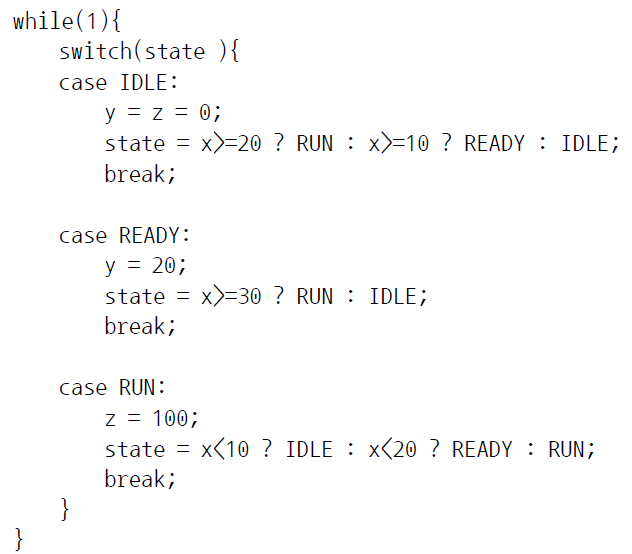 while(1){
    switch(state ){
    case IDLE:
        y = z = 0;
        state = x>=20 ? RUN : x>=10 ? READY : IDLE;
        break;

    case READY:
        y = 20;
        state = x>=30 ? RUN : IDLE;
        break;

    case RUN:
        z = 100;
        state = x<10 ? IDLE : x<20 ? READY : RUN;
        break;
    }
}